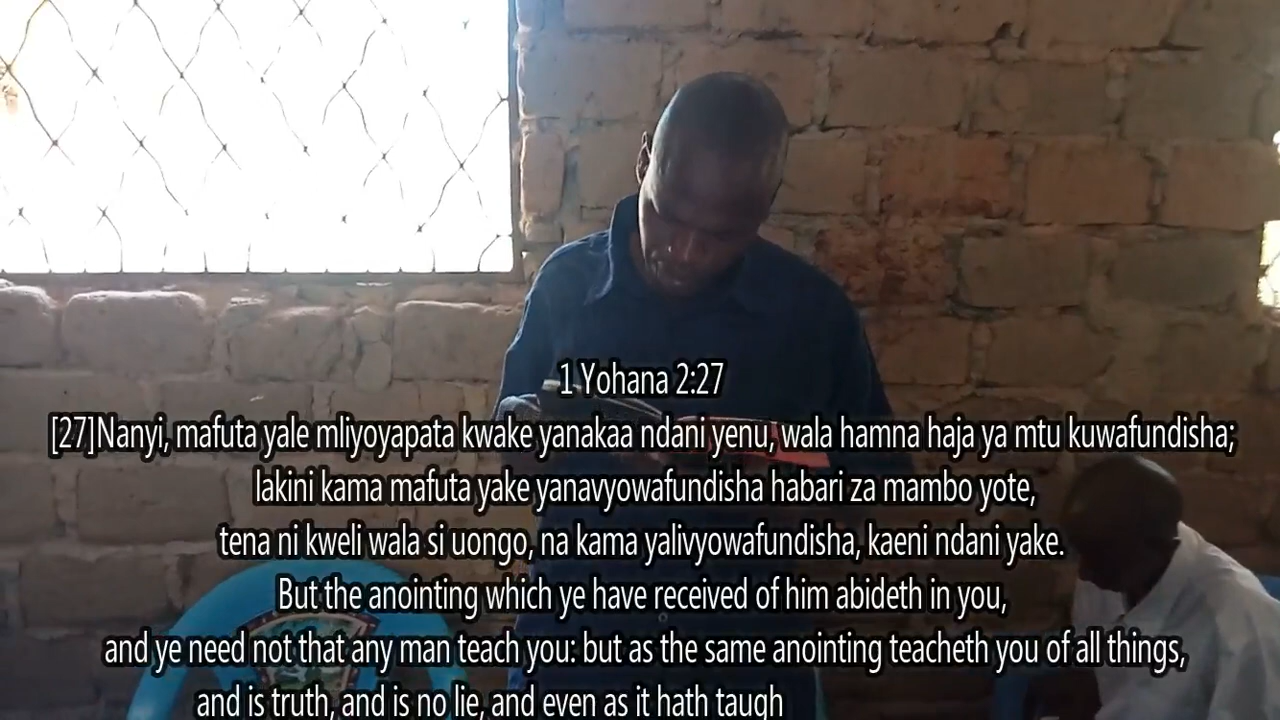 1 Yohana 2:27
[27]Nanyi, mafuta yale mliyoyapata kwake yanakaa ndani yenu, wala hamna haja ya mtu kuwafundisha;
lakini kama mafuta yake yanavyowafundisha habari za mambo yote,
tena ni kweli wala si uongo, na kama yalivyowafundisha, kaeni ndani yake.
But the anointing which ye have received of him abideth in you,
and ye need not that any man teach you: but as the same anointing teacheth you of all things,
and is truth, and is no lie, and even as it hath taugh